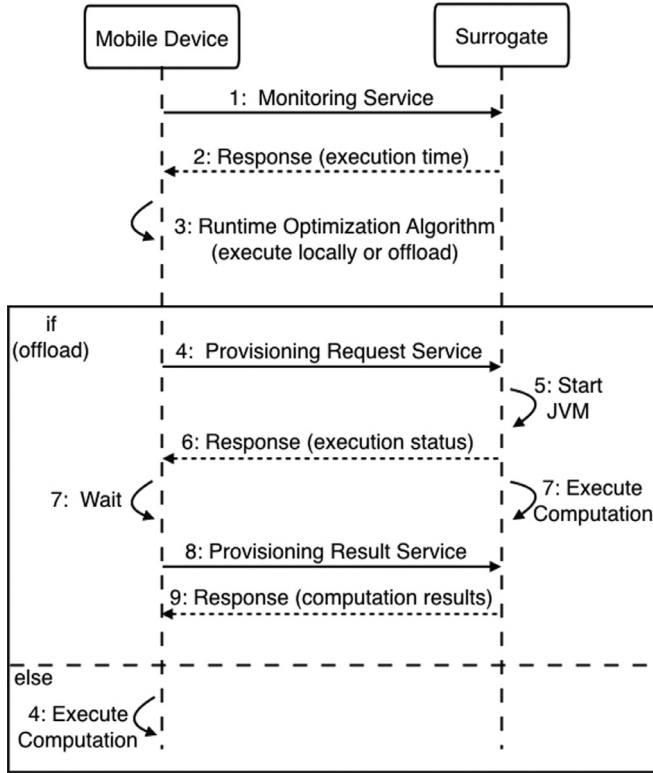 Mobile Device
Surrogate
1: Monitoring Service
2: Response (execution time)
3: Runtime Optimization Algorithm
(execute locally or offload)
if
(offload)
4: Provisioning Request Service
5: Start
JVM
6: Response (execution status)
7: Wait
7: Execute
Computation
8: Provisioning Result Service
9: Response (computation results)
else
4: Execute
Computation